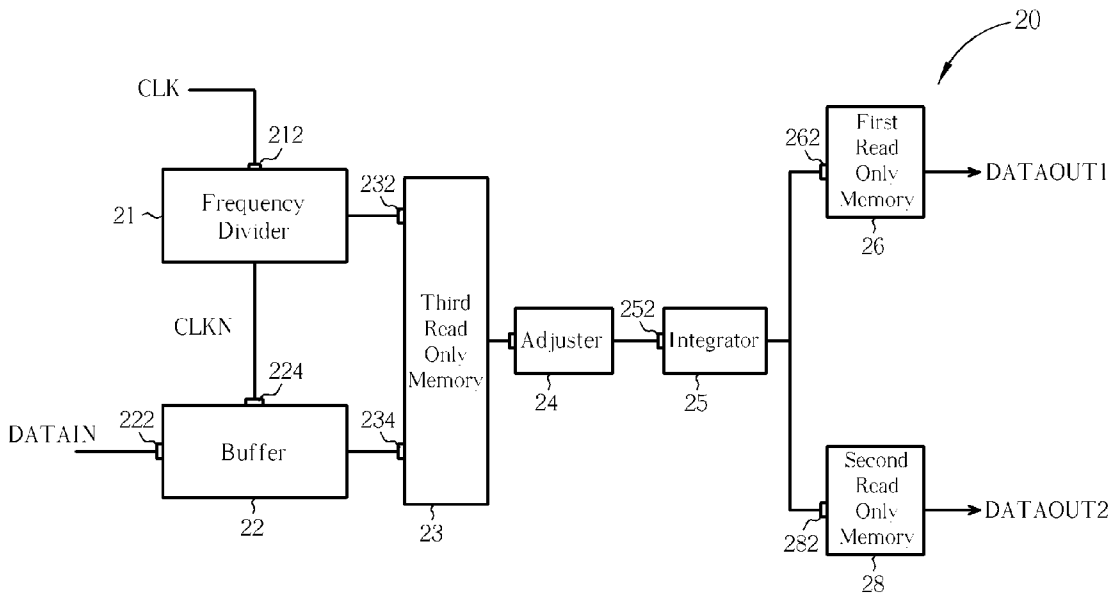 20
CLK
212
21
Frequency
Divider
232
CLKN
224
DATAIN
222
Buffer
22
234
Third
Read
Only
Memory
23
Adjuster
24
252
Integrator
25
262
First
Read
Only
Memory
26
DATAOUT1
282
Second
Read
Only
Memory
28
DATAOUT2